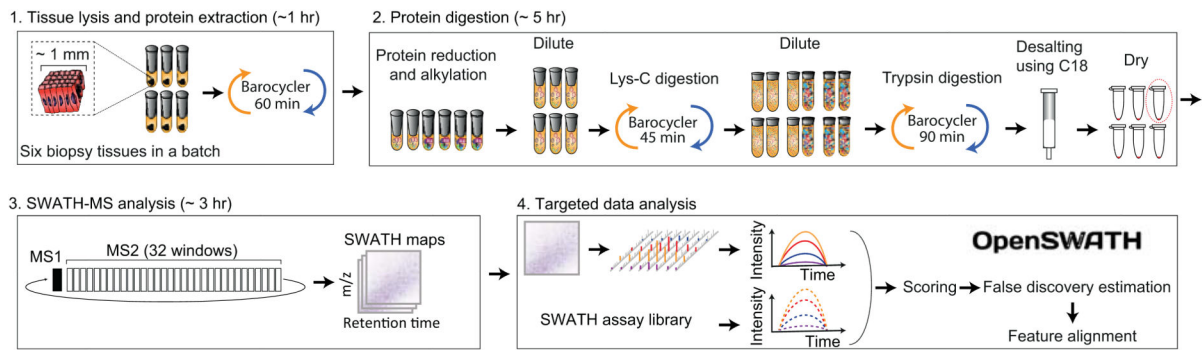 1. Tissue lysis and protein extraction (~1 hr)
~ 1 mm
Barocycler
60 min
Six biopsy tissues in a batch
2. Protein digestion (~ 5 hr)
Protein reduction
and alkylation
Dilute
Lys-C digestion
Barocycler
45 min
Dilute
Trypsin digestion
Barocycler
90 min
Desalting
using C18
Dry
3. SWATH-MS analysis (~ 3 hr)
MS1
MS2 (32 windows)
SWATH maps
m/z
Retention time
4. Targeted data analysis
Intensity
Time
SWATH assay library
Intensity
Time
OpenSWATH
Scoring
False discovery estimation
Feature alignment